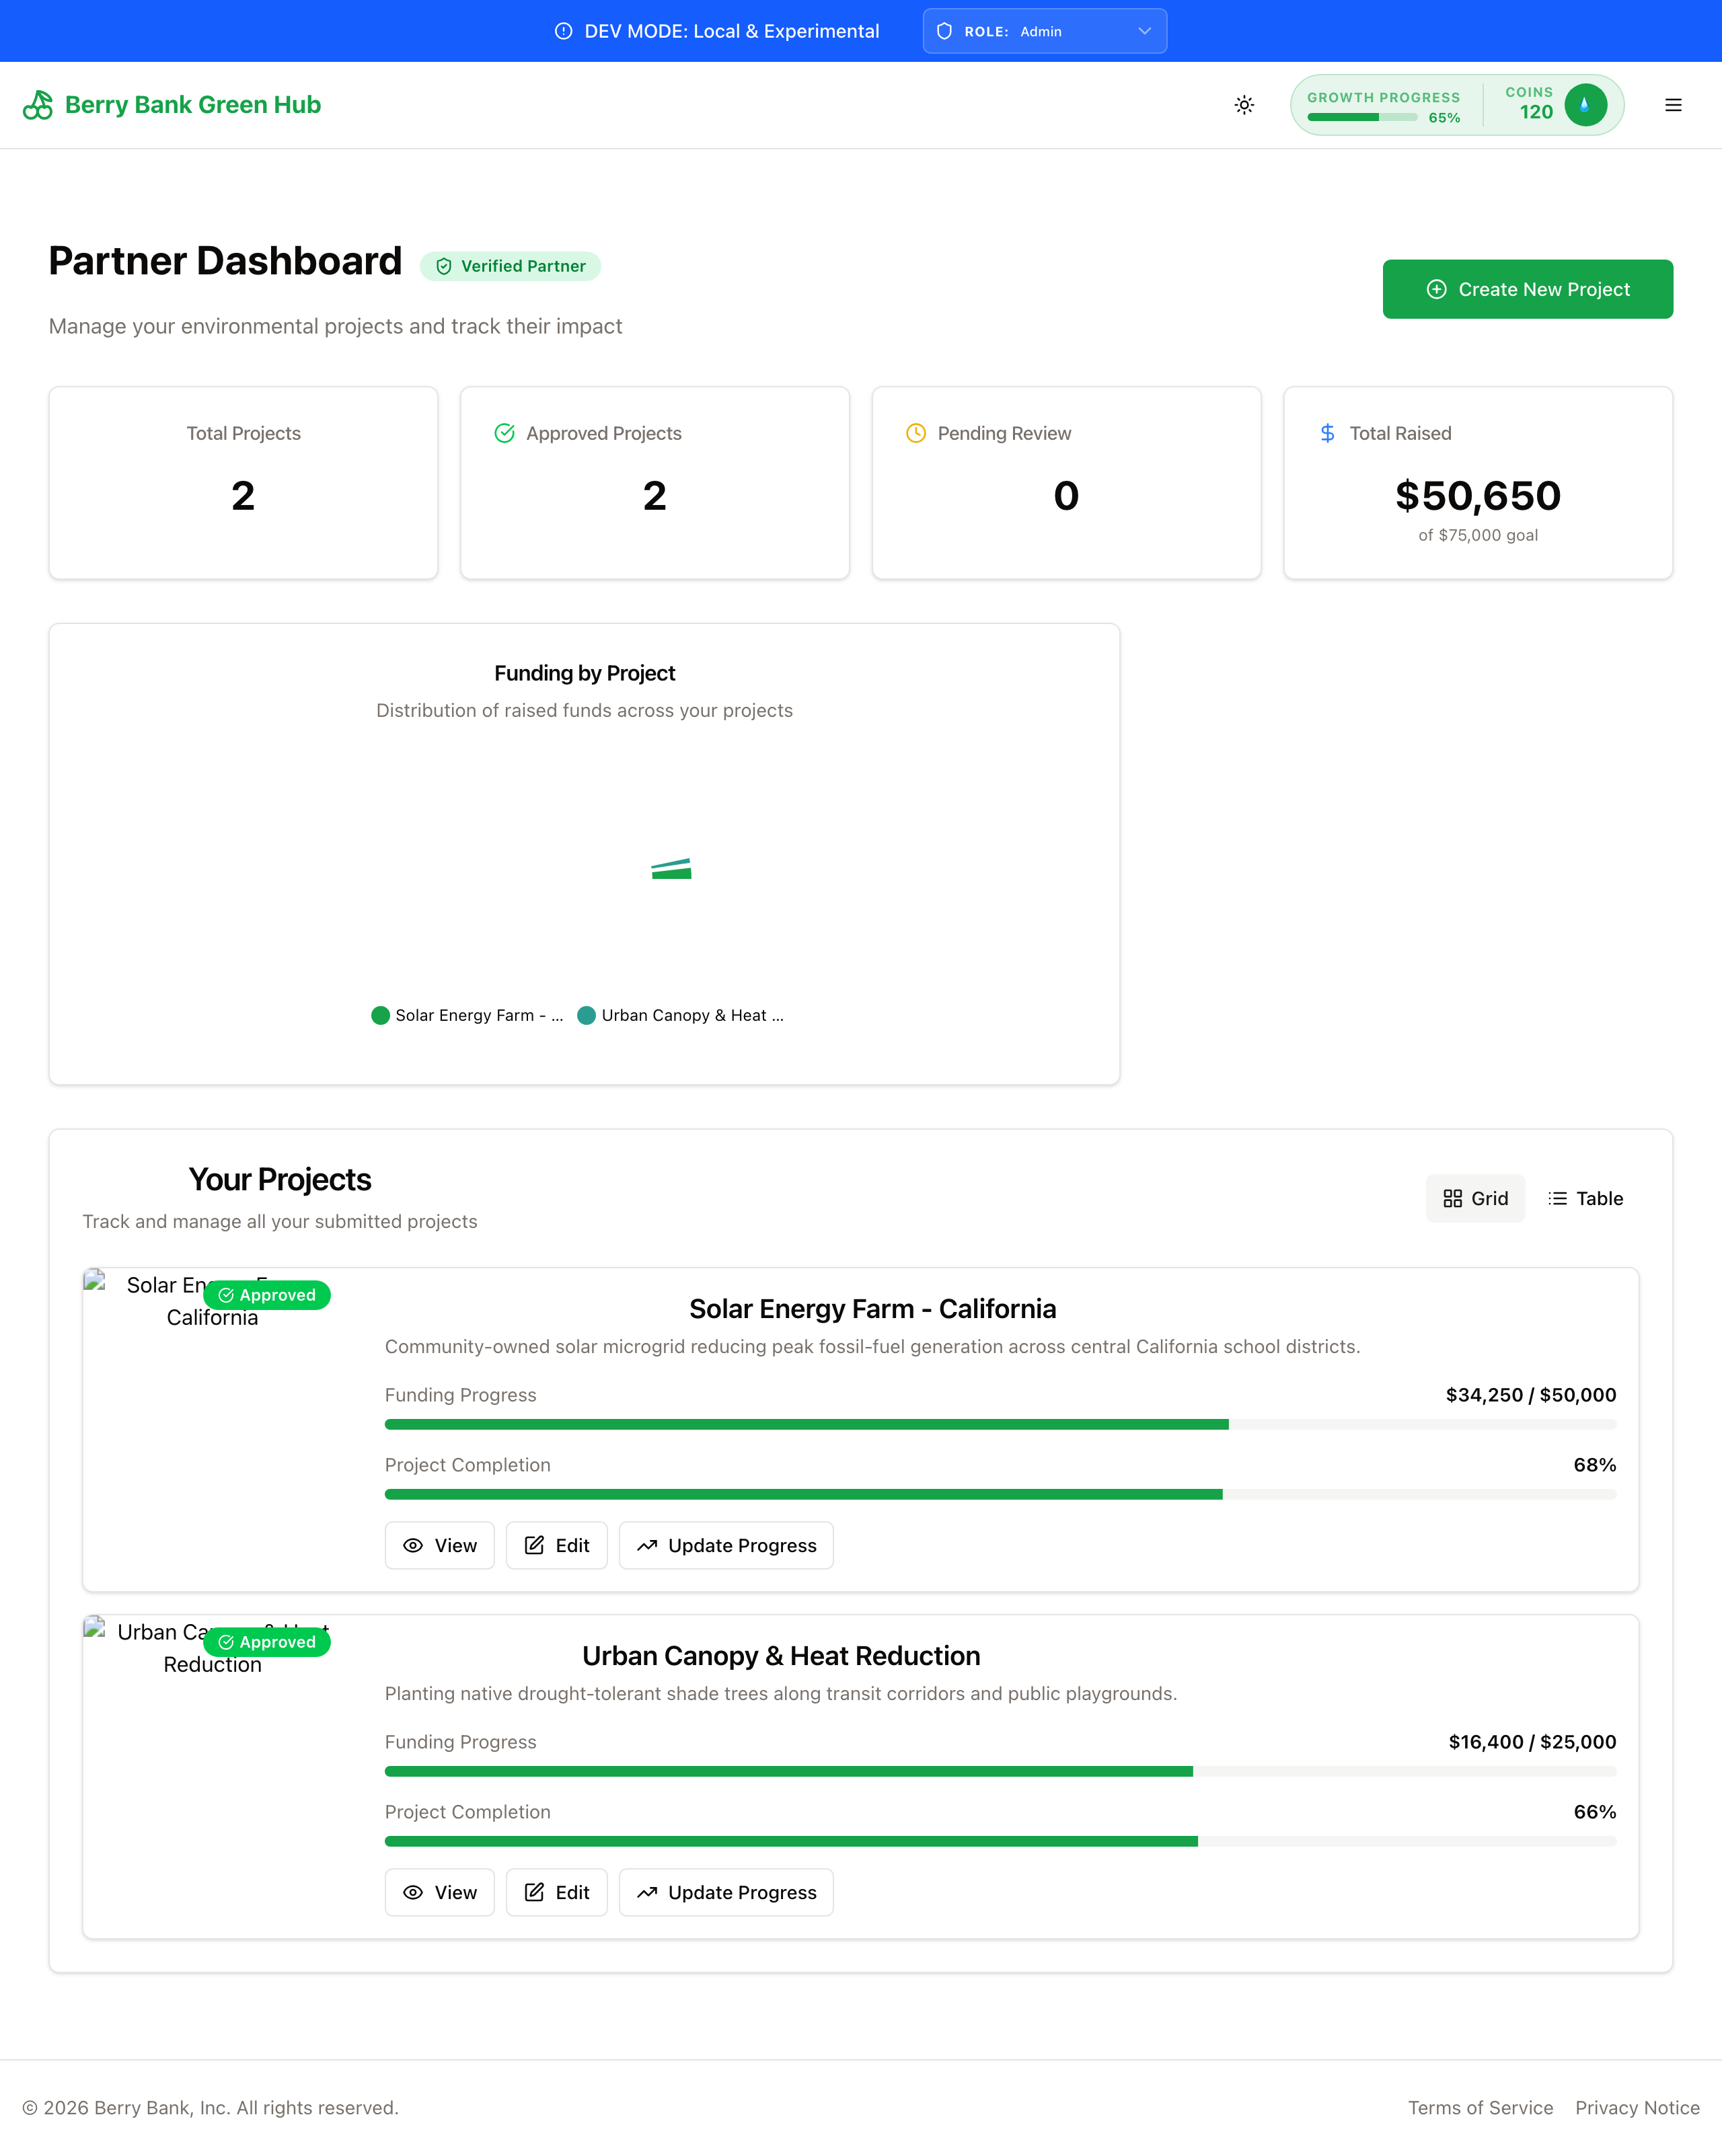 DEV MODE: Local & Experimental
ROLE: Admin
Berry Bank Green Hub
GROWTH PROGRESS
65%
COINS
120
Partner Dashboard
Verified Partner
Manage your environmental projects and track their impact
Create New Project
Total Projects
2
Approved Projects
2
Pending Review
0
Total Raised
$50,650
of $75,000 goal
Funding by Project
Distribution of raised funds across your projects
Solar Energy Farm - ...
Urban Canopy & Heat ...
Your Projects
Track and manage all your submitted projects
Grid
Table
Solar
California
Approved
Solar Energy Farm - California
Community-owned solar microgrid reducing peak fossil-fuel generation across central California school districts.
Funding Progress
$34,250 / $50,000
Project Completion
68%
View
Edit
Update Progress
Urban
Reduction
Approved
Urban Canopy & Heat Reduction
Planting native drought-tolerant shade trees along transit corridors and public playgrounds.
Funding Progress
$16,400 / $25,000
Project Completion
66%
View
Edit
Update Progress
© 2026 Berry Bank, Inc. All rights reserved.
Terms of Service
Privacy Notice